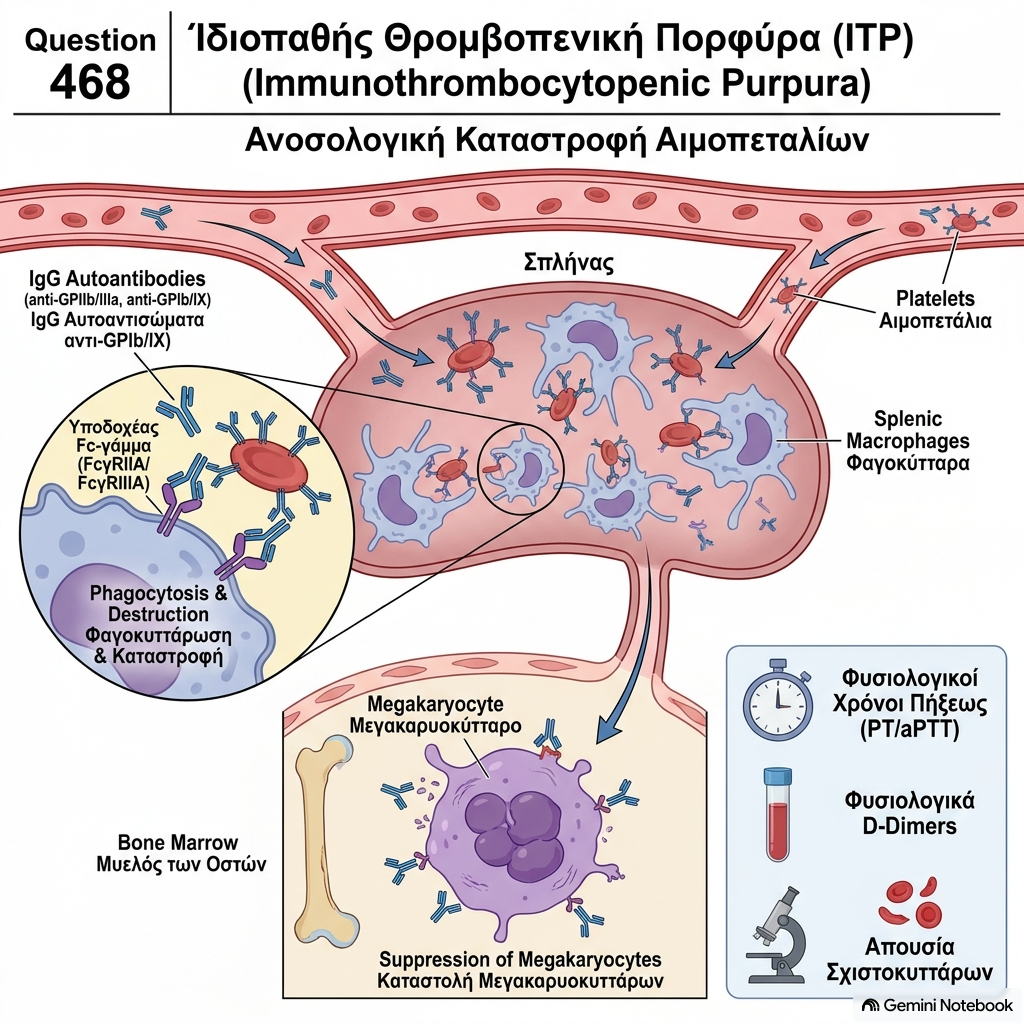 Question
468
Ίδιοπαθής Θρομβοπενική Πορφύρα (ITP)
(Immunothrombocytopenic Purpura)
Ανοσολογική Καταστροφή Αιμοπεταλίων
IgG Autoantibodies
(anti-GPIIb/IIIa, anti-GPIb/IX)
IgG Αυτοαντισώματα
αντι-GPIb/IX)
Σπλήνας
Platelets
Αιμοπετάλια
Υποδοχέας
Fc-γάμμα
(FcγRIIA/
FcγRIIIA)
Splenic
Macrophages
Φαγοκύτταρα
Phagocytosis &
Destruction
Φαγοκυττάρωση
& Καταστροφή
Megakaryocyte
Μεγακαρυοκύτταρο
Bone Marrow
Μυελός των Οστών
Suppression of Megakaryocytes
Καταστολή Μεγακαρυοκυττάρων
Φυσιολογικοί
Χρόνοι Πήξεως
(PT/aPTT)
Φυσιολογικά
D-Dimers
Απουσία
Σχιστοκυττάρων
Gemini Notebook